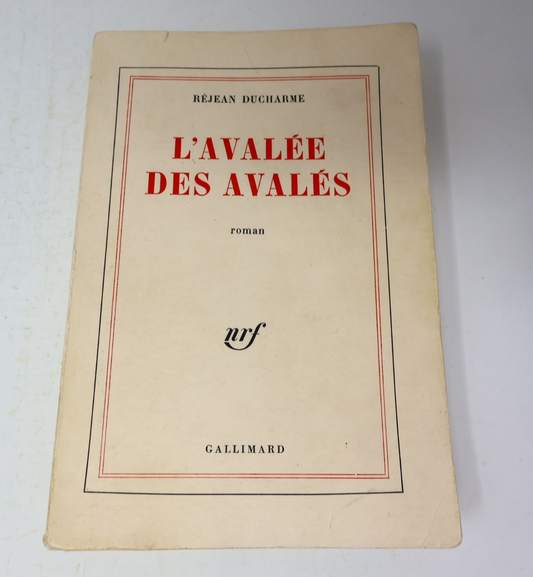 RÉJEAN DUCHARME
L'AVALÉE
DES AVALÉS
roman
nrf
GALLIMARD